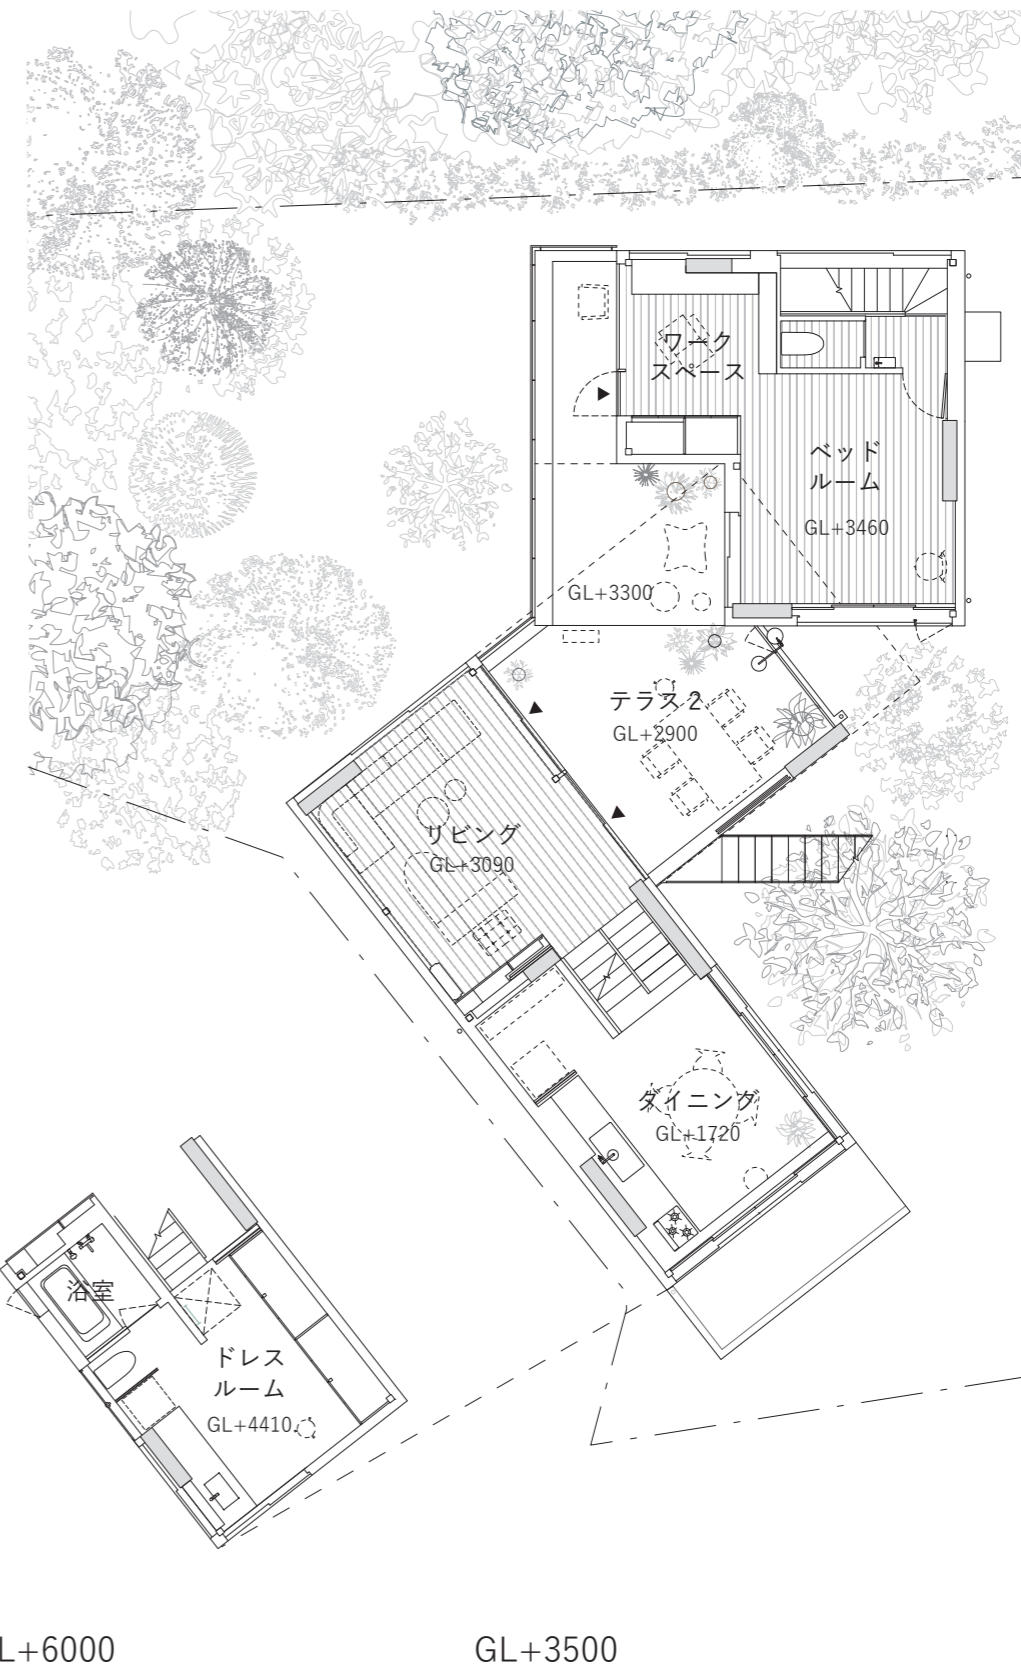 ワーク
スペース
ベッド
ルーム
GL+3460
GL+3300
テラス2
GL+2900
リビング
GL+3090
ダイニング
GL+1720
浴室
ドレス
ルーム
GL+4410
L+6000
GL+3500